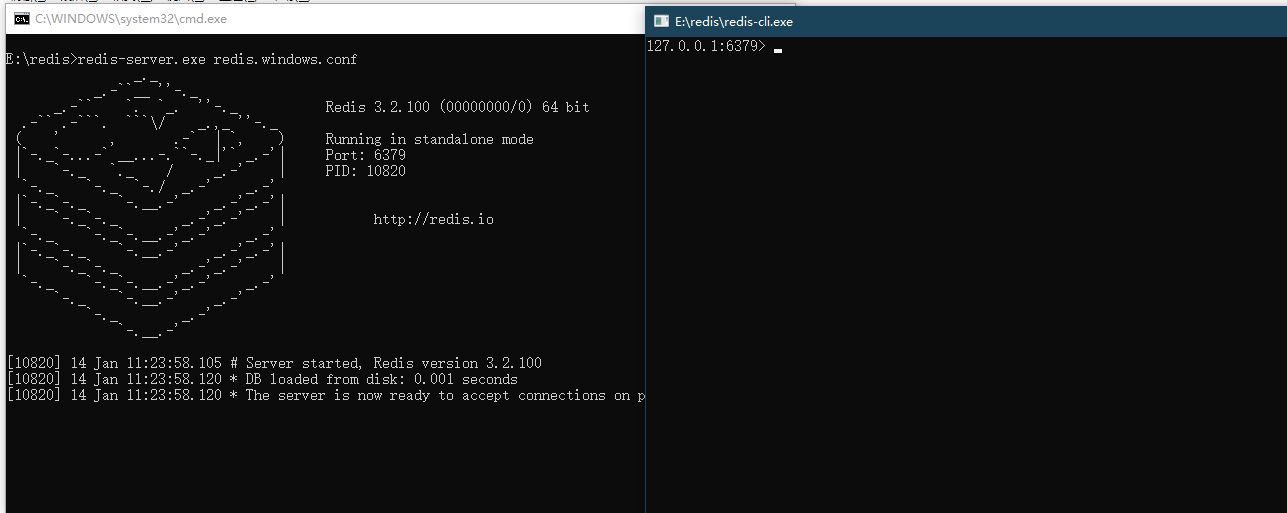 C:\WINDOWS\system32\cmd.exe
E:\redis>redis-server.exe redis.windows.conf
Redis 3.2.100 (00000000/0) 64 bit
Running in standalone mode
Port: 6379
PID: 10820
http://redis.io
[10820] 14 Jan 11:23:58.105 # Server started, Redis version 3.2.100
[10820] 14 Jan 11:23:58.120 * DB loaded from disk: 0.001 seconds
[10820] 14 Jan 11:23:58.120 * The server is now ready to accept connections on p
E:\redis\redis-cli.exe
127.0.0.1:6379>